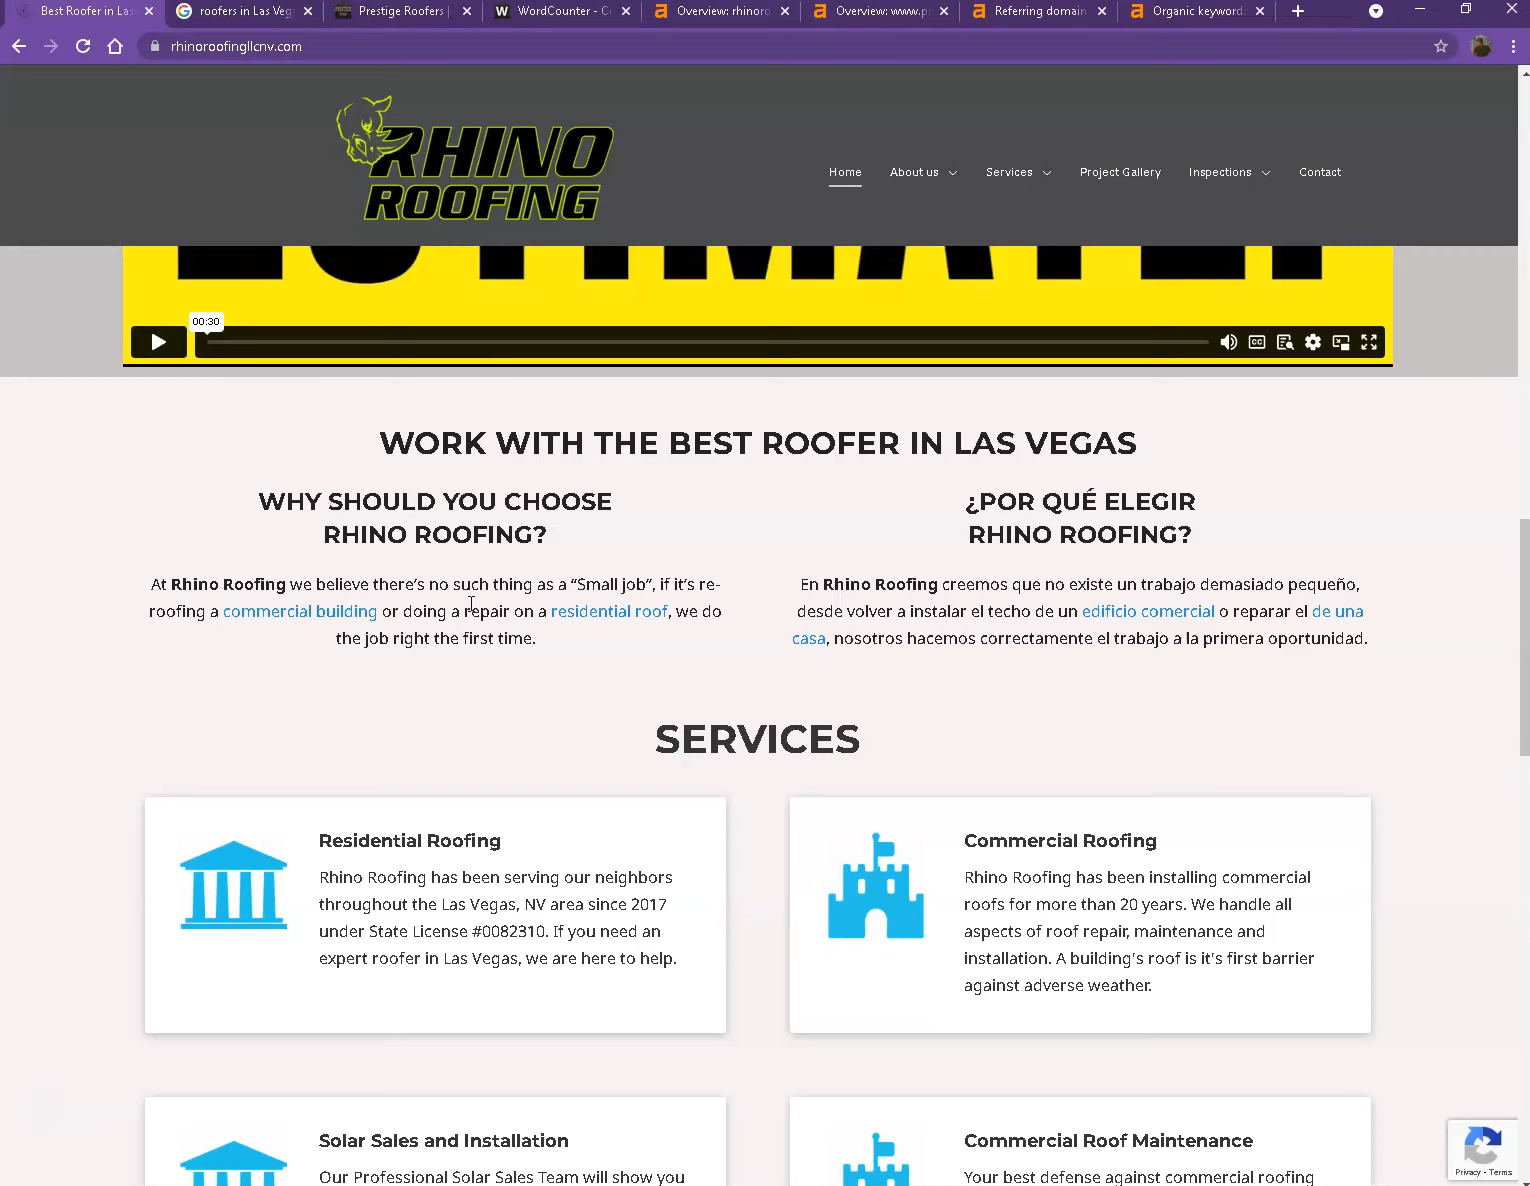 Best Roofer in Las
roofers in Las Veg
Prestige Roofers |
WordCounter - C
Overview: rhinoro
Overview: www.p
Referring domain
Organic keyword
rhinoroofingllcnv.com
RHINO
ROOFING
Home
About us
Services
Project Gallery
Inspections
Contact
00:30
CC
WORK WITH THE BEST ROOFER IN LAS VEGAS
WHY SHOULD YOU CHOOSE
RHINO ROOFING?
At Rhino Roofing we believe there's no such thing as a “Small job”, if it's re-
roofing a commercial building or doing a repair on a residential roof, we do
the job right the first time.
¿POR QUÉ ELEGIR
RHINO ROOFING?
En Rhino Roofing creemos que no existe un trabajo demasiado pequeño,
desde volver a instalar el techo de un edificio comercial o reparar el de una
casa, nosotros hacemos correctamente el trabajo a la primera oportunidad.
SERVICES
Residential Roofing
Rhino Roofing has been serving our neighbors
throughout the Las Vegas, NV area since 2017
under State License #0082310. If you need an
expert roofer in Las Vegas, we are here to help.
Commercial Roofing
Rhino Roofing has been installing commercial
roofs for more than 20 years. We handle all
aspects of roof repair, maintenance and
installation. A building's roof is it's first barrier
against adverse weather.
Solar Sales and Installation
Our Professional Solar Sales Team will show you
Commercial Roof Maintenance
Your best defense against commercial roofing
Privacy - Terms